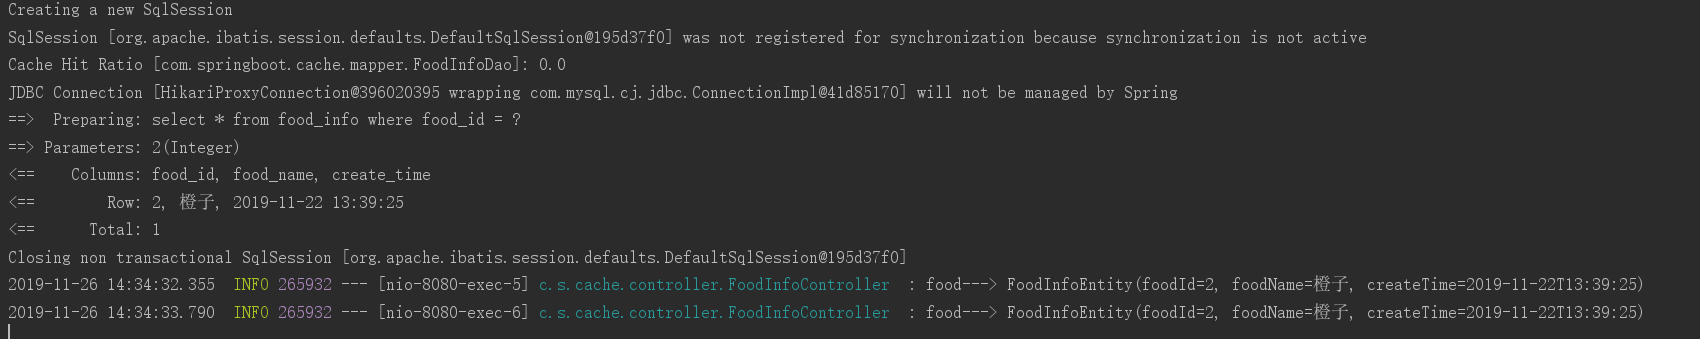 Creating a new SqlSession
SqlSession [org.apache.ibatis.session.defaults.DefaultSqlSession@195d37f0] was not registered for synchronization because synchronization is not active
Cache Hit Ratio [com.springboot.cache.mapper.FoodInfoDao]: 0.0
JDBC Connection [HikariProxyConnection@396020395 wrapping com.mysql.cj.jdbc.ConnectionImpl@41d85170] will not be managed by Spring
==>  Preparing: select * from food_info where food_id = ?
==> Parameters: 2(Integer)
<==    Columns: food_id, food_name, create_time
<==        Row: 2, 橙子, 2019-11-22 13:39:25
<==      Total: 1
Closing non transactional SqlSession [org.apache.ibatis.session.defaults.DefaultSqlSession@195d37f0]
2019-11-26 14:34:32.355  INFO 265932 --- [nio-8080-exec-5] c.s.cache.controller.FoodInfoController  : food---> FoodInfoEntity(foodId=2, foodName=橙子, createTime=2019-11-22T13:39:25)
2019-11-26 14:34:33.790  INFO 265932 --- [nio-8080-exec-6] c.s.cache.controller.FoodInfoController  : food---> FoodInfoEntity(foodId=2, foodName=橙子, createTime=2019-11-22T13:39:25)